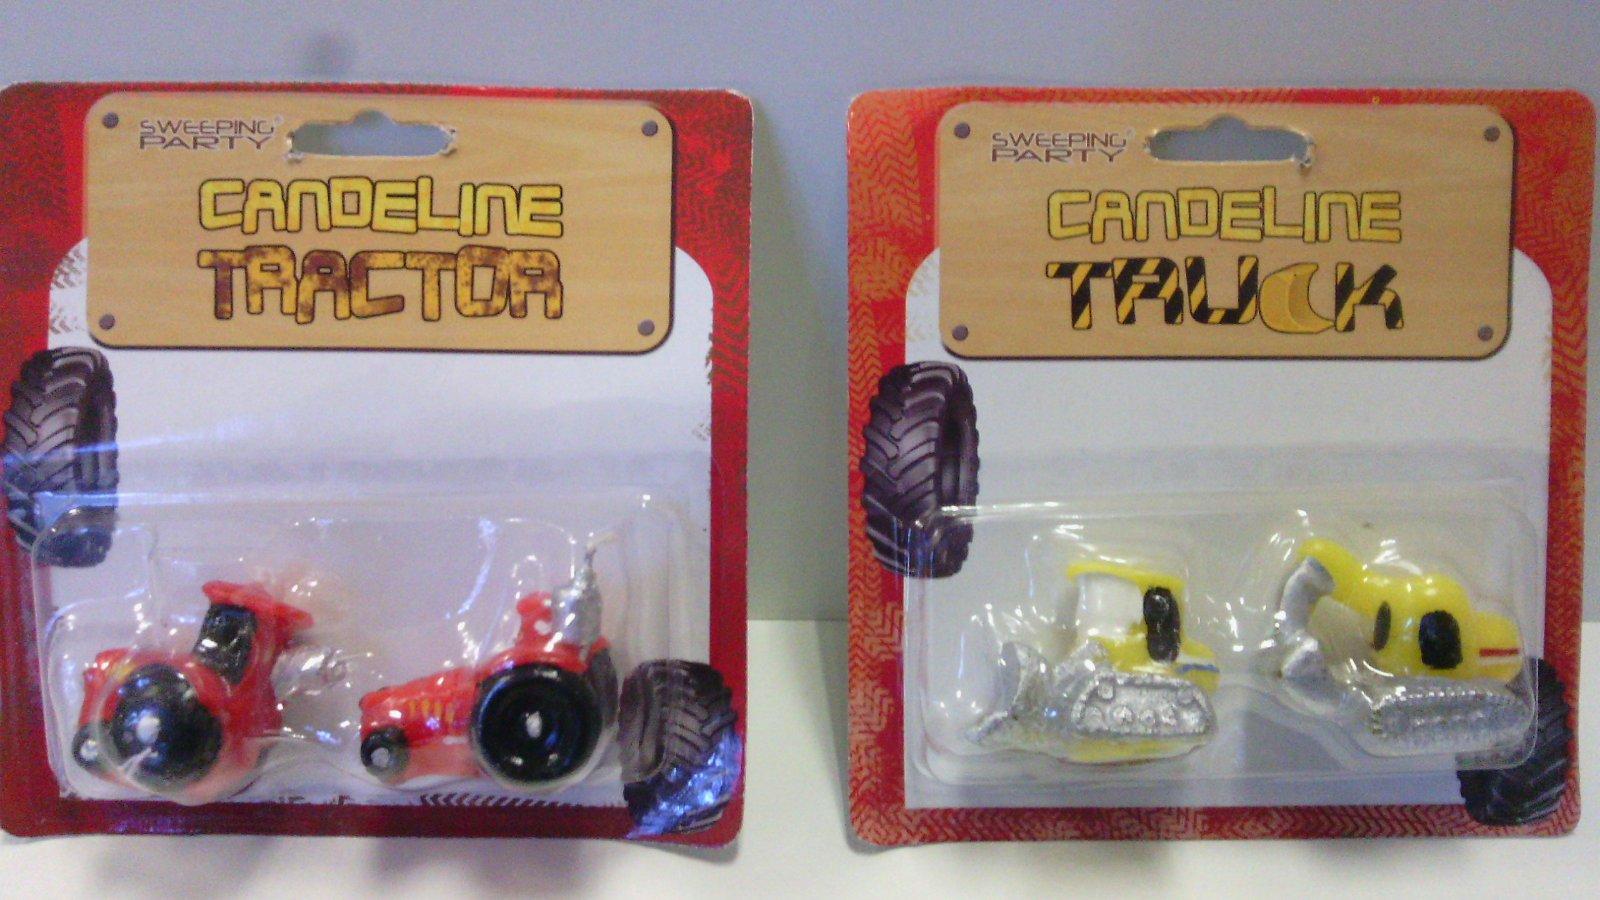 SWEEPING®
PARTY
CANDELINE
TRACTOR
SWEEPING®
PARTY
CANDELINE
TRUCK